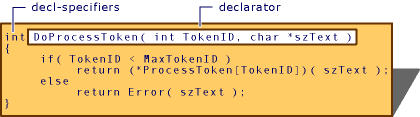 decl-specifiers declarator
int DoProcessToken( int TokenID, char *szText )
{
if( TokenID < MaxTokenID )
return (*ProcessToken[TokenID])( szText );
else
return Error( szText );
}